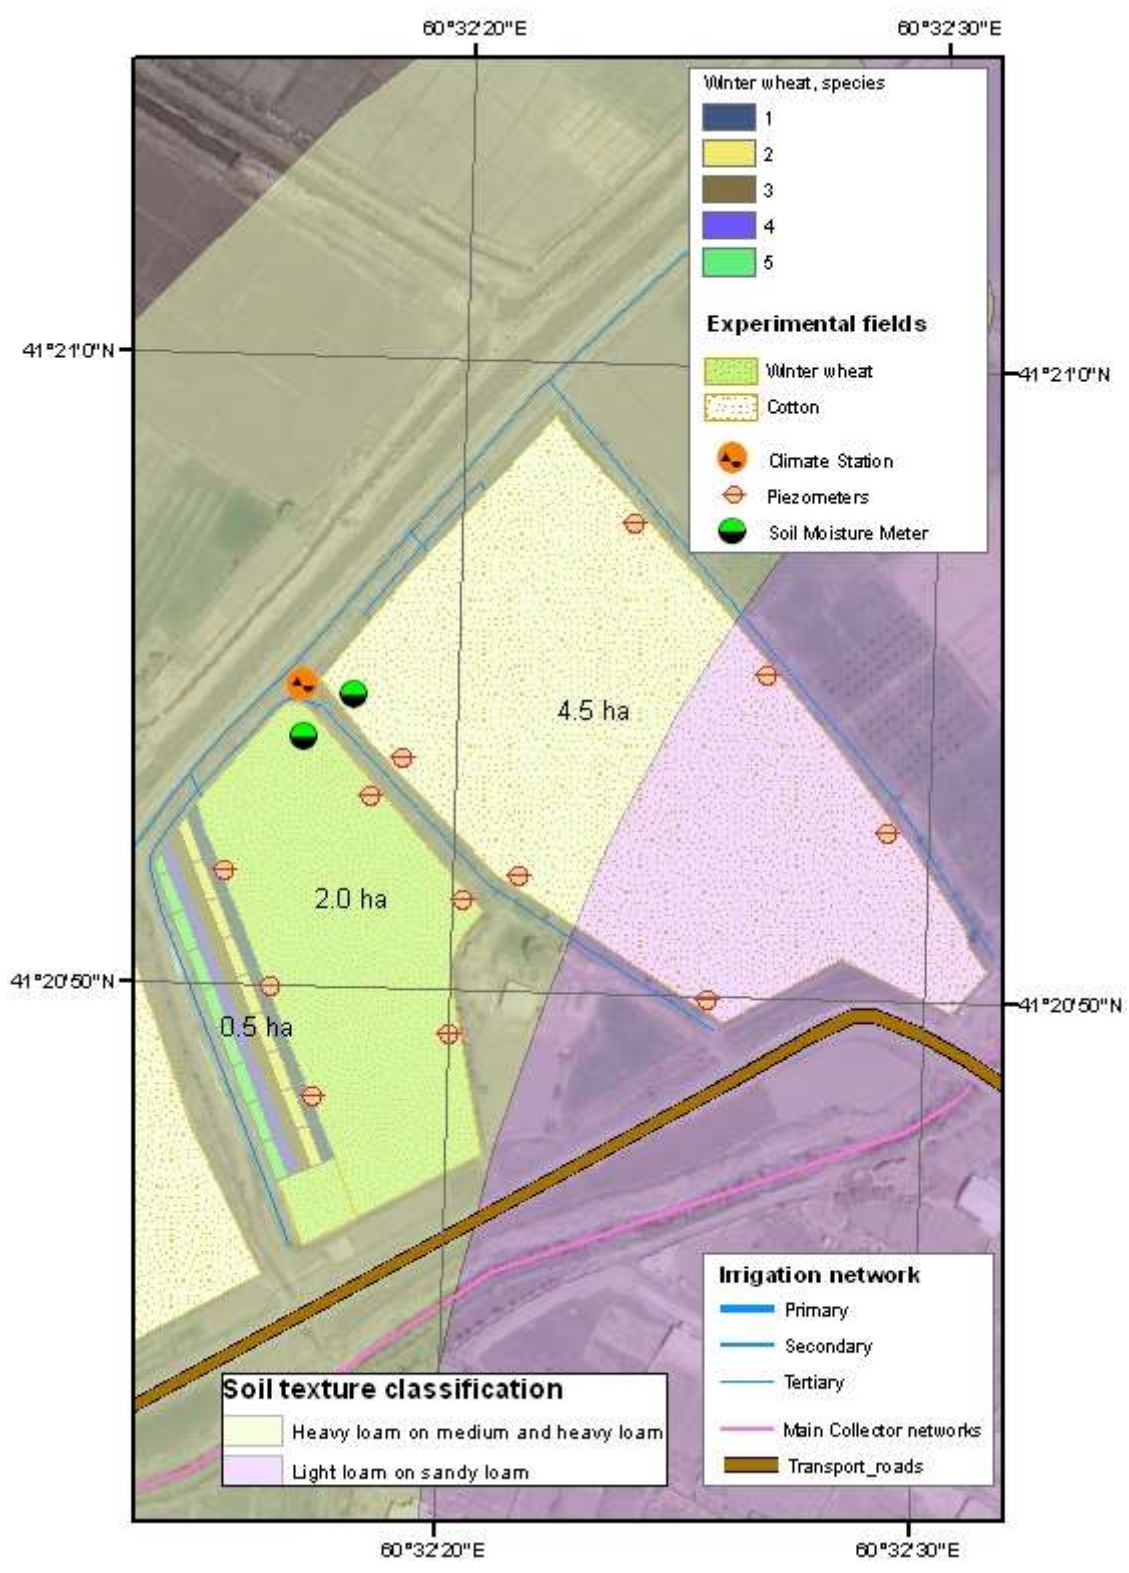 60°32'20"E 60°32'30"E
Winter wheat, species
1
2
3
4
5
Experimental fields
Winter wheat
Cotton
Climate Station
Piezometers
Soil Moisture Meter
41°21'0"N 41°21'0"N
4.5 ha
2.0 ha
0.5 ha
41°20'50"N 41°20'50"N
Irrigation network
Primary
Secondary
Tertiary
Main Collector networks
Transport_roads
Soil texture classification
Heavy loam on medium and heavy loam
Light loam on sandy loam
60°32'20"E 60°32'30"E